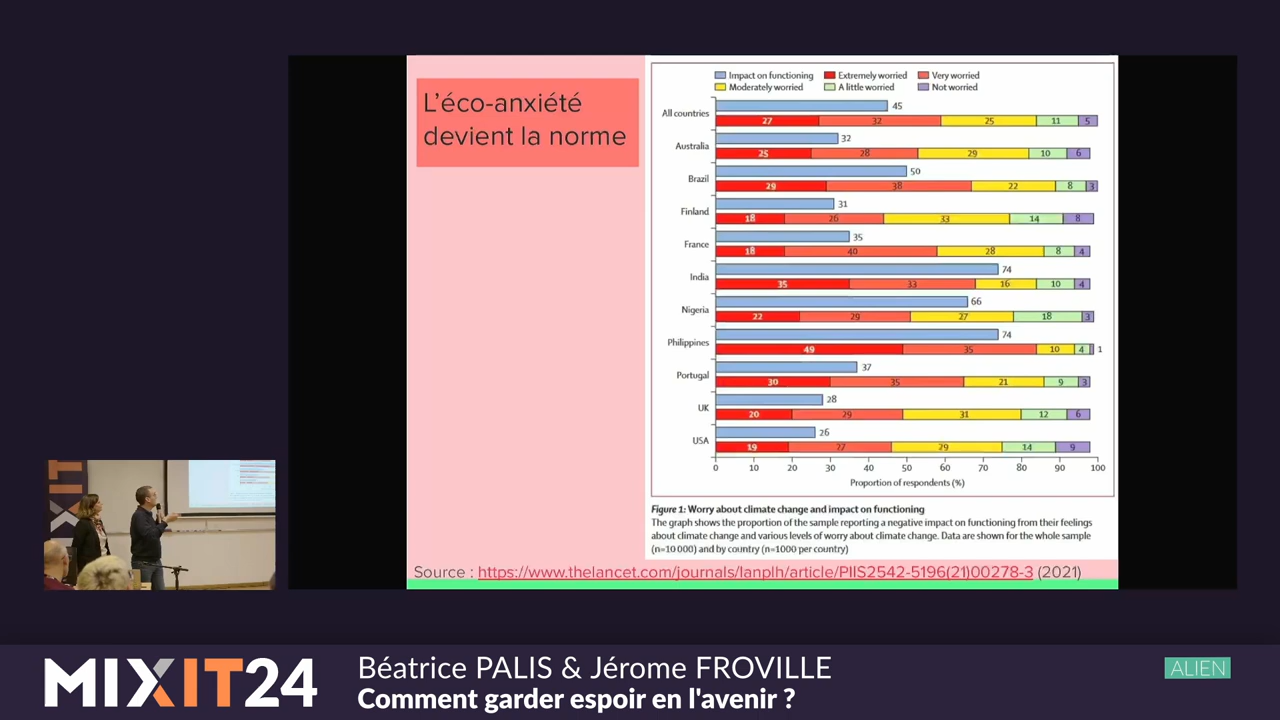 L'éco-anxiété
devient la norme
Impact on functioning Extremely worried Very worried
Moderately worried A little worried Not worried
All countries 45
27 32 25 11 5
Australia 32
25 28 29 10 6
Brazil 50
29 38 22 8 3
Finland 31
18 26 33 14 8
France 35
18 40 28 8 4
India 74
35 33 16 10 4
Nigeria 66
22 29 27 18 3
Philippines 74
49 35 10 4 1
Portugal 37
30 35 21 9 3
UK 28
20 29 31 12 6
USA 26
19 27 29 14 9
0 10 20 30 40 50 60 70 80 90 100
Proportion of respondents (%)
Figure 1: Worry about climate change and impact on functioning
The graph shows the proportion of the sample reporting a negative impact on functioning from their feelings
about climate change and various levels of worry about climate change. Data are shown for the whole sample
(n=10 000) and by country (n=1000 per country)
Source : https://www.thelancet.com/journals/lanplh/article/PIIS2542-5196(21)00278-3 (2021)
XIT
MIXIT24
Béatrice PALIS & Jérome FROVILLE
Comment garder espoir en l'avenir ?
ALIEN